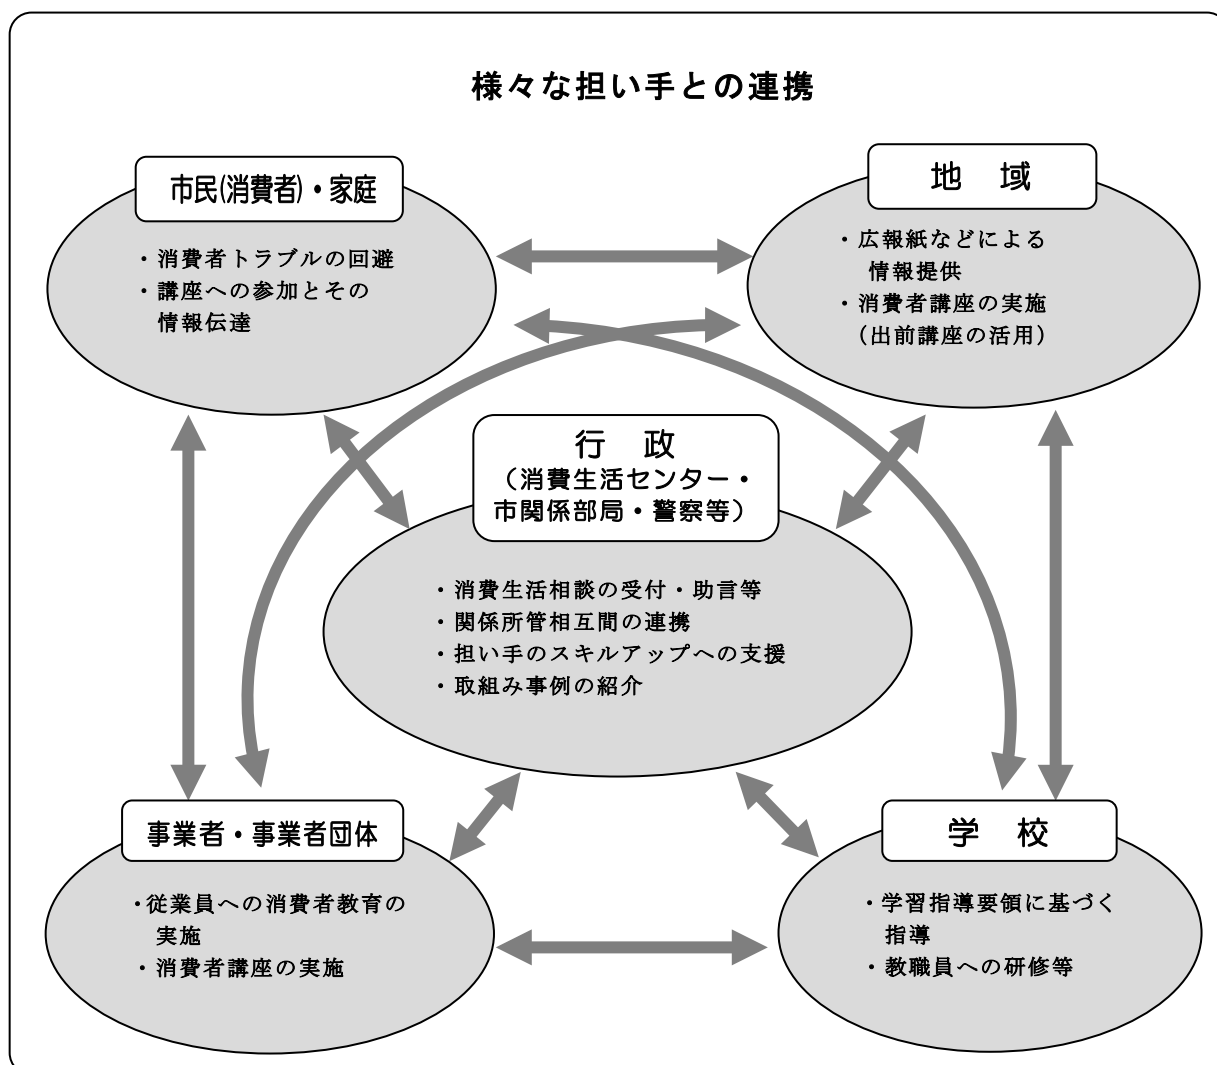 様々な担い手との連携
市民(消費者)・家庭
・消費者トラブルの回避
・講座への参加とその
情報伝達
地　域
・広報紙などによる
情報提供
・消費者講座の実施
（出前講座の活用）
行　政
（消費生活センター・
市関係部局・警察等）
・消費生活相談の受付・助言等
・関係所管相互間の連携
・担い手のスキルアップへの支援
・取組み事例の紹介
事業者・事業者団体
・従業員への消費者教育の
実施
・消費者講座の実施
学　校
・学習指導要領に基づく
指導
・教職員への研修等